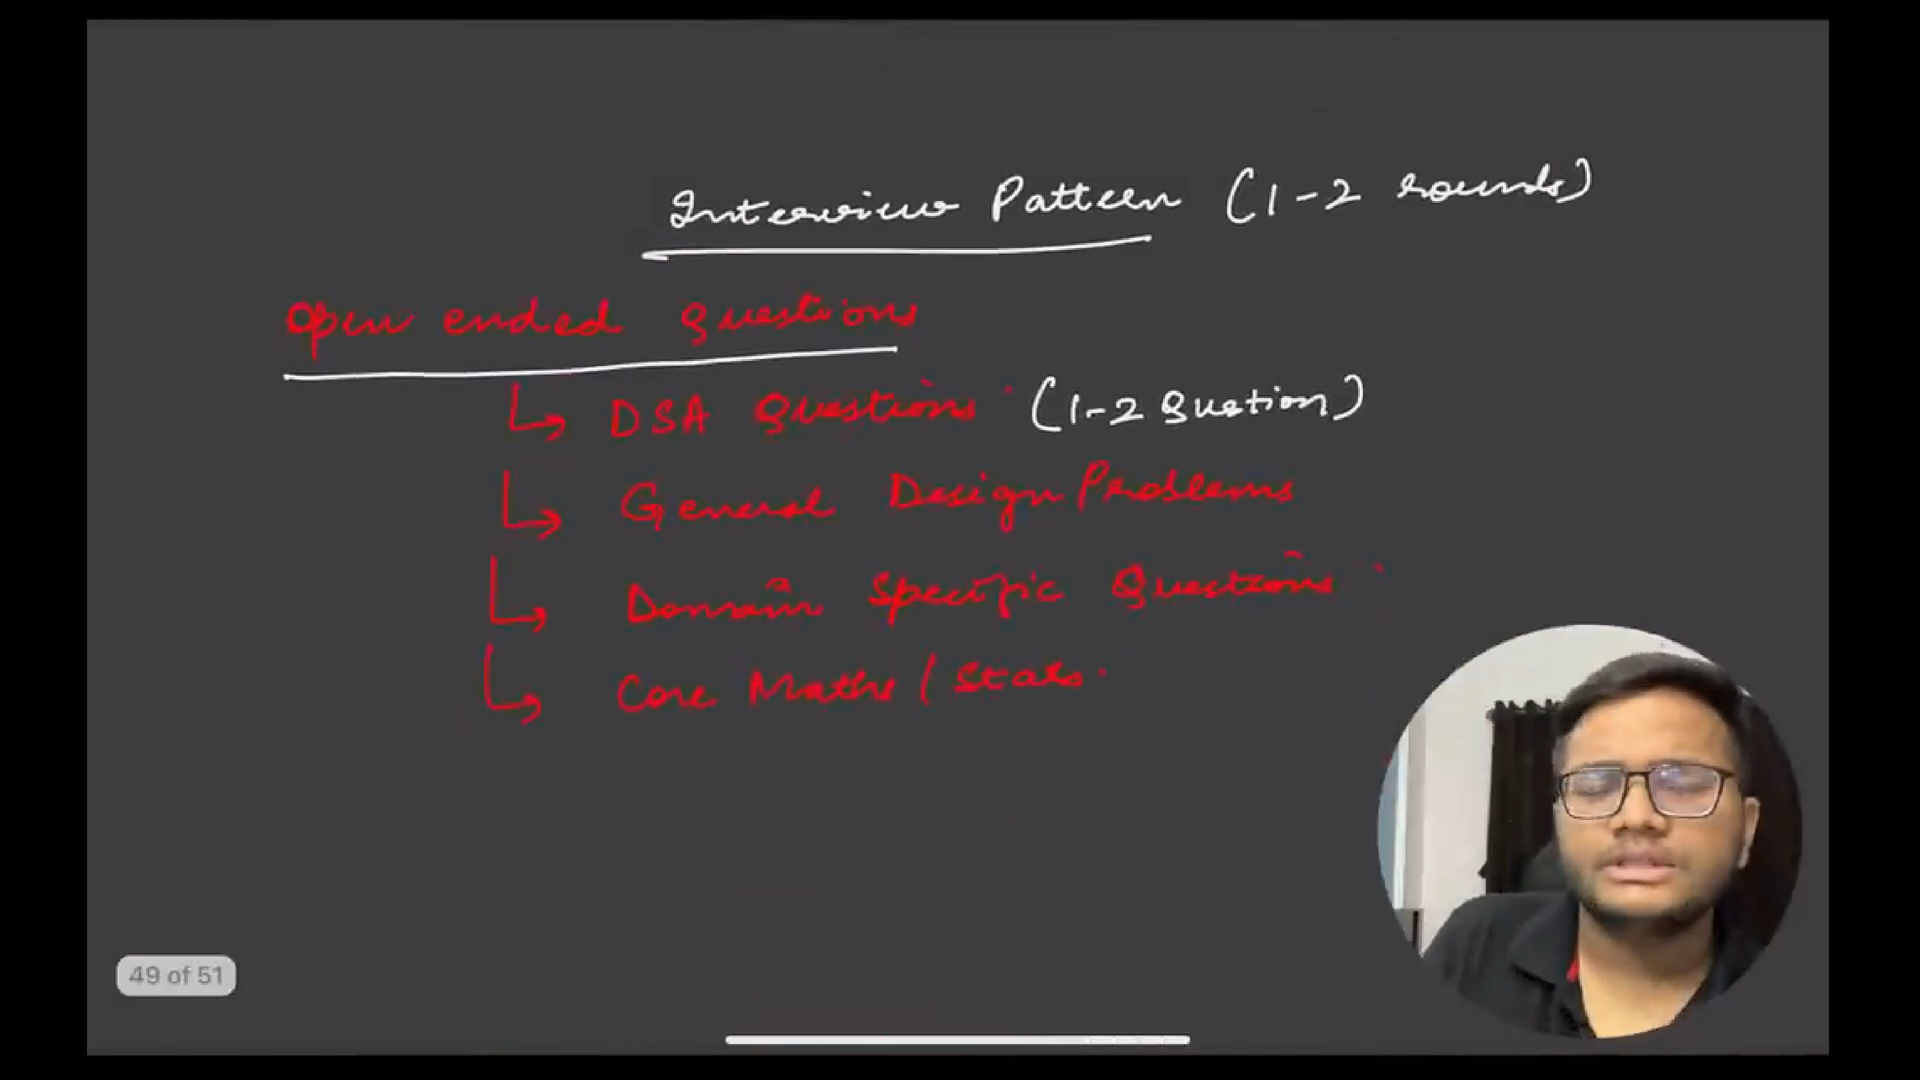 Interview Pattern (1-2 rounds)
Open ended Questions
DSA Questions (1-2 Question)
General Design Problems
Domain Specific Questions
Core Maths / Stats.
49 of 51